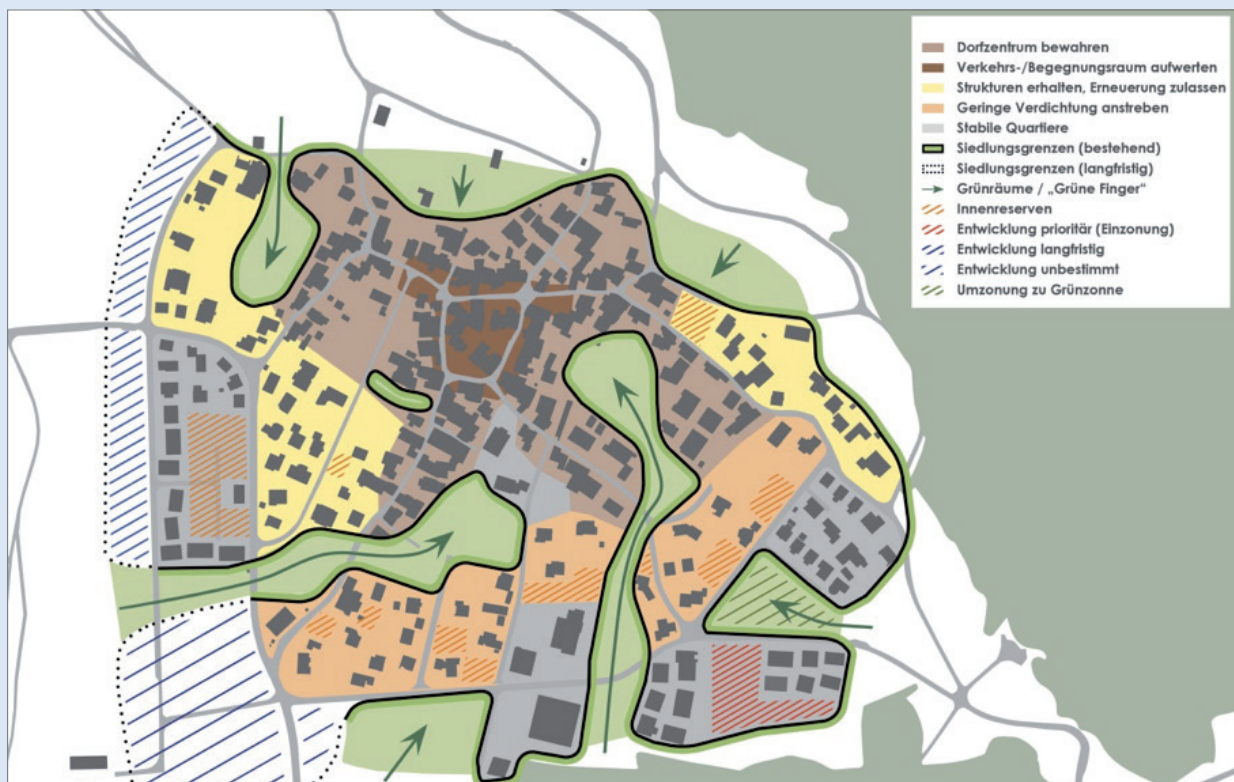 Dorfzentrum bewahren
Verkehrs-/Begegnungsraum aufwerten
Strukturen erhalten, Erneuerung zulassen
Geringe Verdichtung anstreben
Stabile Quartiere
Siedlungsgrenzen (bestehend)
Siedlungsgrenzen (langfristig)
Grünräume / „Grüne Finger“
Innenreserven
Entwicklung prioritär (Einzonung)
Entwicklung langfristig
Entwicklung unbestimmt
Umzonung zu Grünzonne